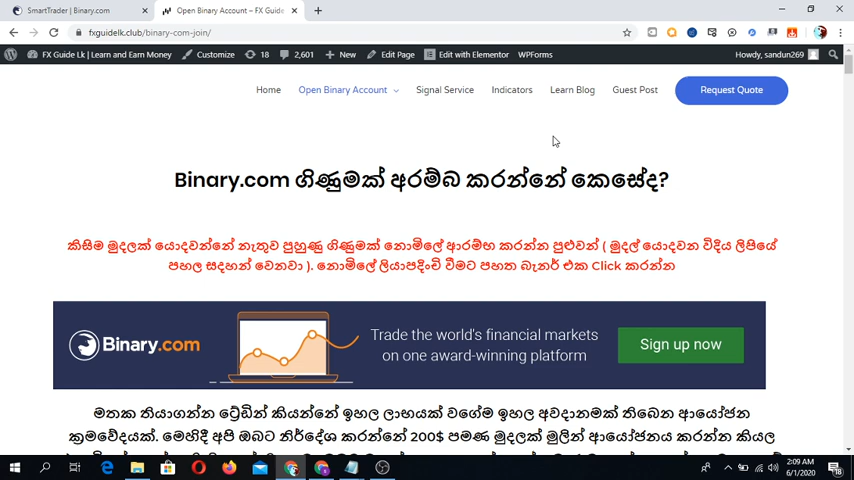 SmartTrader | Binary.com
Open Binary Account – FX Guide
fxguidelk.club/binary-com-join/
FX Guide Lk | Learn and Earn Money Customize 18 2,601 New Edit Page Edit with Elementor WPForms Howdy, sandun269
Home Open Binary Account Signal Service Indicators Learn Blog Guest Post Request Quote
Binary.com ගිණුමක් අරම්බ කරන්නේ කෙසේද?
කිසිම මුදලක් යොදවන්නේ නැතුව පුහුණු ගිණුමක් නොමිලේ ආරම්භ කරන්න පුළුවන් ( මුදල් යොදවන විදිය ලිපියේ
පහල සදහන් වෙනවා ). නොමිලේ ලියාපදිංචි වීමට පහත බැනර් එක Click කරන්න
Binary.com
Trade the world's financial markets
on one award-winning platform
Sign up now
මතක තියාගන්න ට්‍රේඩින් කියන්නේ ඉහල ලාභයක් වගේම ඉහල අවදානමක් තිබෙන ආයෝජන
ක්‍රමවේදයක්. මෙහිදී අපි ඔබට නිර්දේශ කරන්නේ 200$ පමණ මුදලක් මුලින් ආයෝජනය කරන්න කියල
2:09 AM
6/1/2020
18